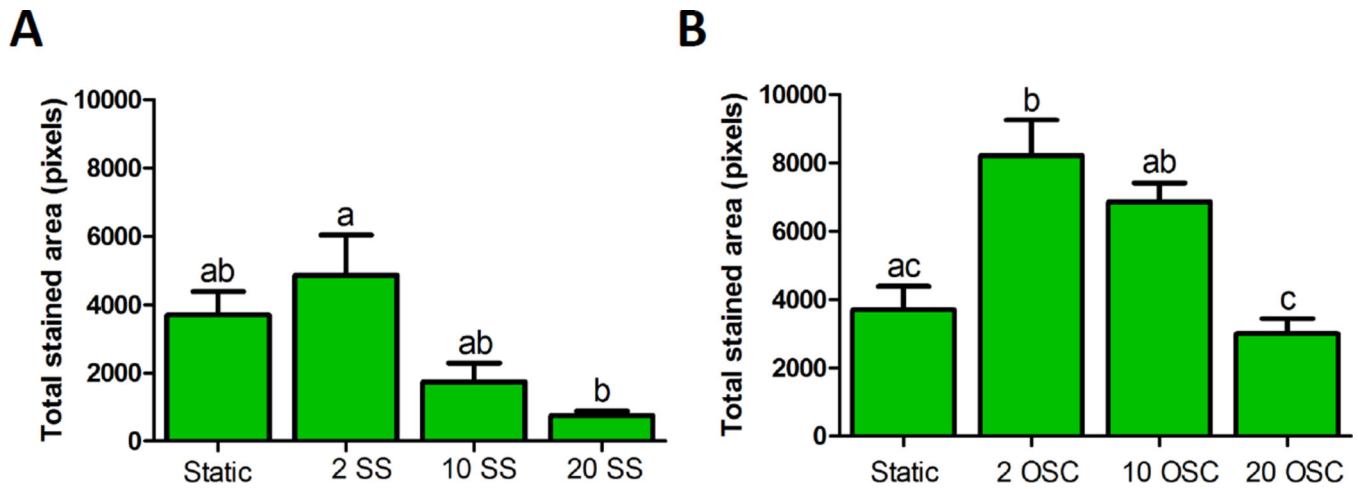 A
Total stained area (pixels)
10000
8000
6000
4000
2000
0
ab
a
ab
b
Static
2 SS
10 SS
20 SS
B
Total stained area (pixels)
10000
8000
6000
4000
2000
0
ac
b
ab
c
Static
2 OSC
10 OSC
20 OSC